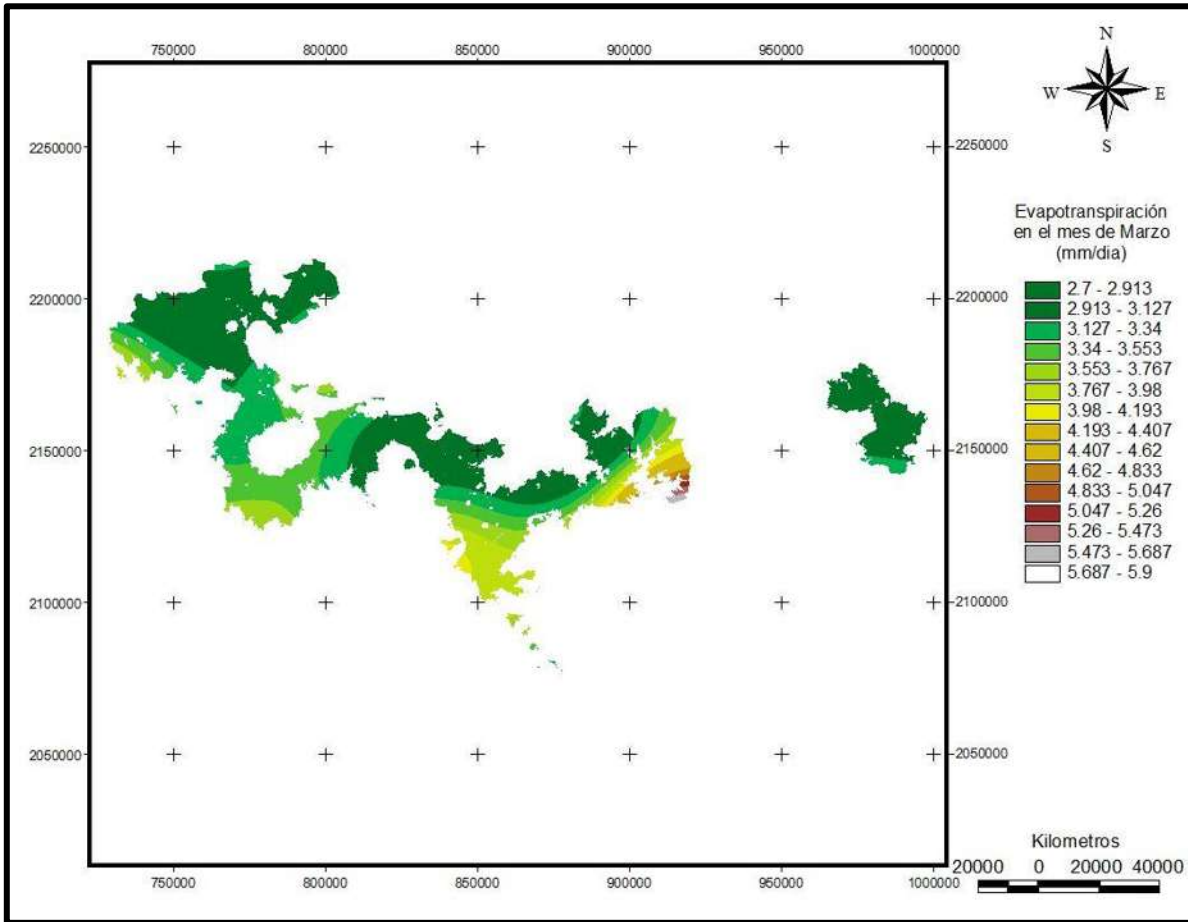 750000 800000 850000 900000 950000 1000000
N
W E
S
2250000 2250000
2200000 2200000
2150000 2150000
2100000 2100000
2050000 2050000
750000 800000 850000 900000 950000 1000000
Evapotranspiración
en el mes de Marzo
(mm/dia)
2.7 - 2.913
2.913 - 3.127
3.127 - 3.34
3.34 - 3.553
3.553 - 3.767
3.767 - 3.98
3.98 - 4.193
4.193 - 4.407
4.407 - 4.62
4.62 - 4.833
4.833 - 5.047
5.047 - 5.26
5.26 - 5.473
5.473 - 5.687
5.687 - 5.9
Kilometros
20000 0 20000 40000